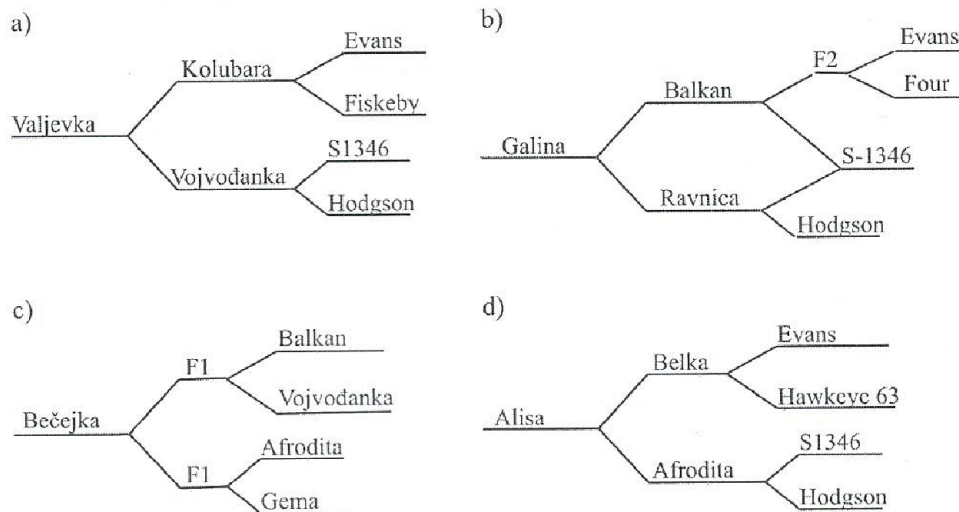 a)
Evans
Kolubara
Fiskeby
Valjevka
S1346
Vojvođanka
Hodgson
b)
Evans
F2
Four
Balkan
Galina
S-1346
Ravnica
Hodgson
c)
Balkan
F1
Vojvođanka
Bečejka
Afrodita
F1
Gema
d)
Evans
Belka
Hawkeye 63
Alisa
S1346
Afrodita
Hodgson